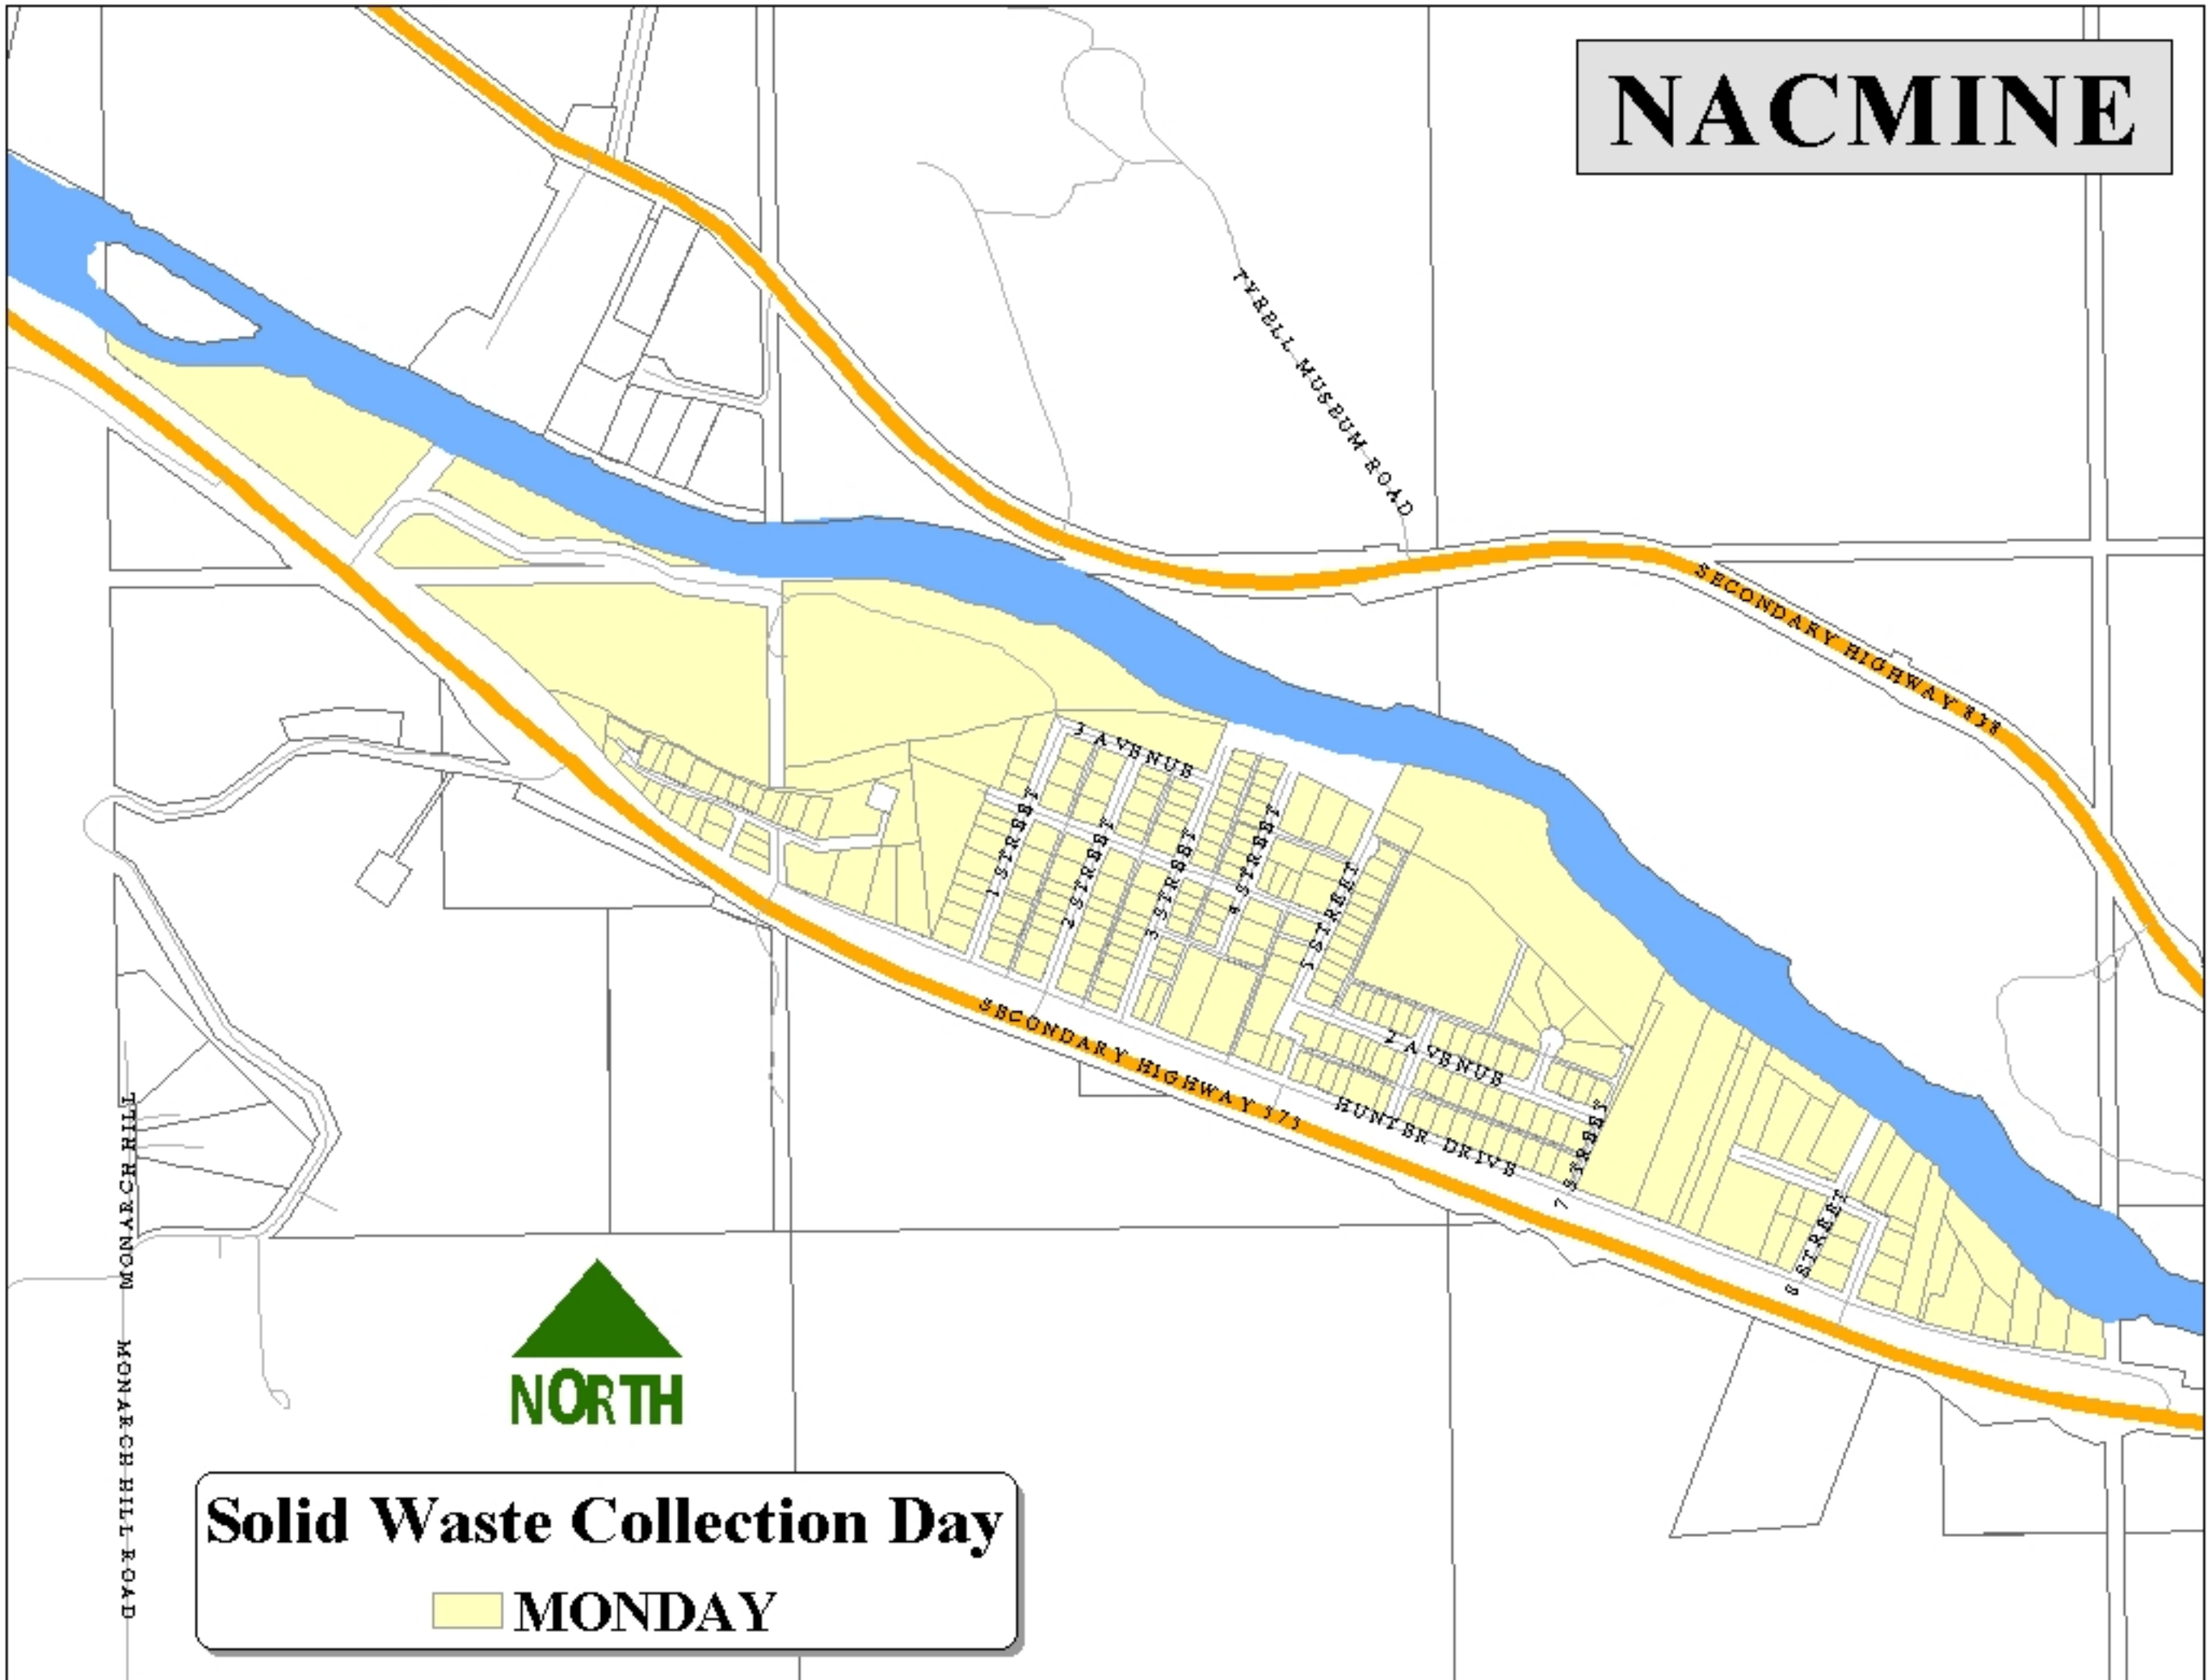 NACMINE
TYRELL MUSEUM ROAD
SECONDARY HIGHWAY 838
3 AVENUE
1 STREET
2 STREET
3 STREET
4 STREET
5 STREET
2 AVENUE
SECONDARY HIGHWAY 575
HUNTER DRIVE
7 STREET
8 STREET
MONARCH HILL
MONARCH HILL ROAD
NORTH
Solid Waste Collection Day
MONDAY